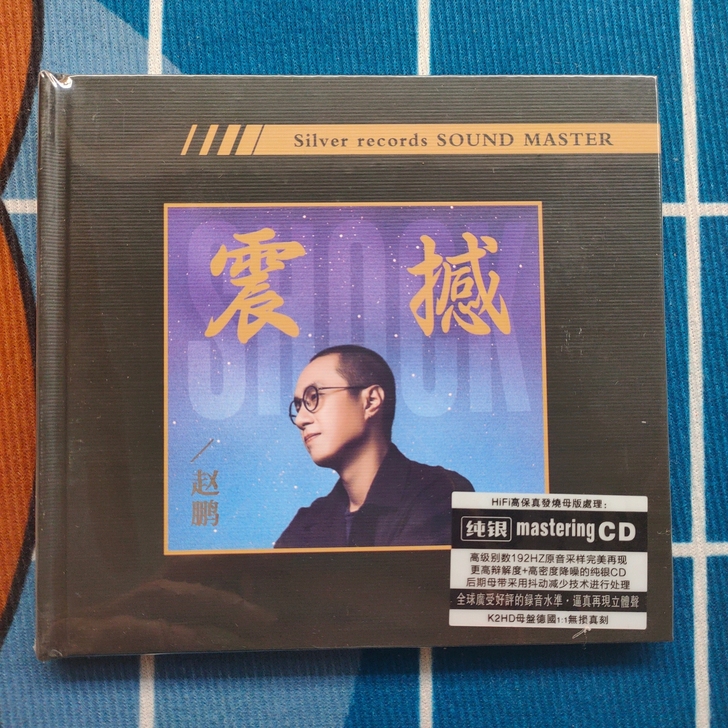 Silver records SOUND MASTER
SHOCK
震撼
赵鹏
HiFi高保真發燒母版處理:
纯银 mastering CD
高级别数192HZ原音采样完美再现
更高辩解度+高密度降噪的纯银CD
后期母带采用抖动减少技术进行处理
全球廣受好評的録音水準·逼真再現立體聲
K2HD母盤德國1:1無損真刻